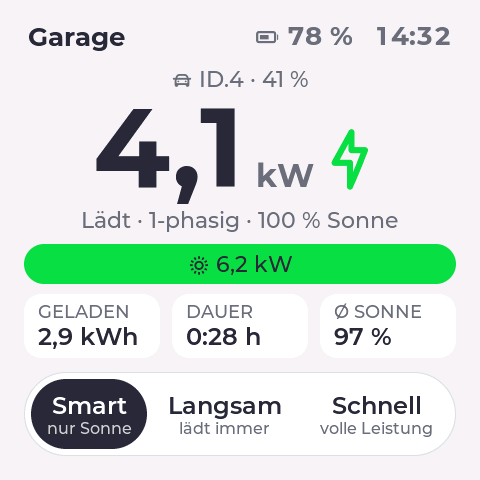 Garage 78 % 14:32
ID.4 · 41 %
4,1 kW
Lädt · 1-phasig · 100 % Sonne
6,2 kW
GELADEN DAUER Ø SONNE
2,9 kWh 0:28 h 97 %
Smart Langsam Schnell
nur Sonne lädt immer volle Leistung